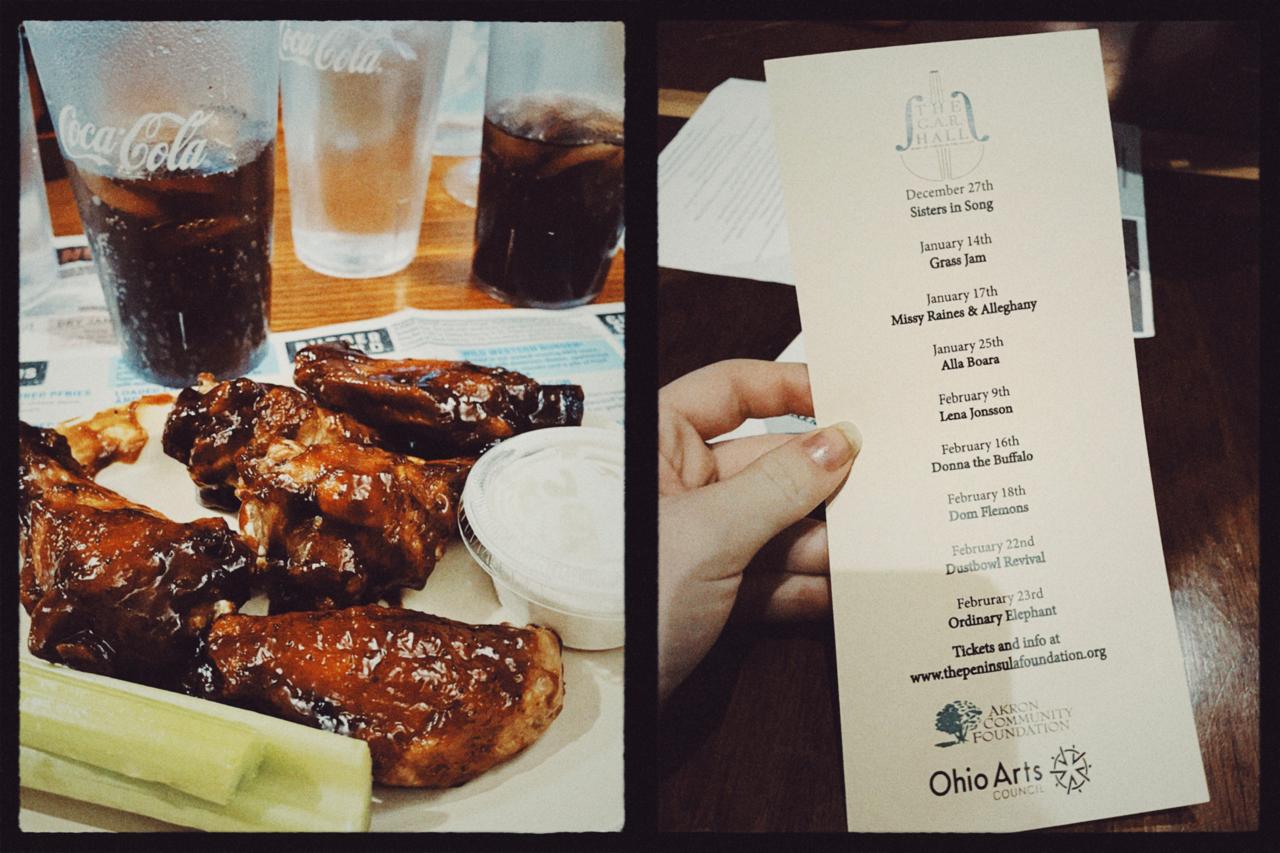 Coca-Cola
Coca-Cola
BURGER
WILD WESTERN BURGER
LOADED
THE
G.A.R.
HALL
December 27th
Sisters in Song
January 14th
Grass Jam
January 17th
Missy Raines & Alleghany
January 25th
Alla Boara
February 9th
Lena Jonsson
February 16th
Donna the Buffalo
February 18th
Dom Flemons
February 22nd
Dustbowl Revival
Februrary 23rd
Ordinary Elephant
Tickets and info at
www.thepeninsulafoundation.org
AKRON
COMMUNITY
FOUNDATION
Ohio Arts
COUNCIL